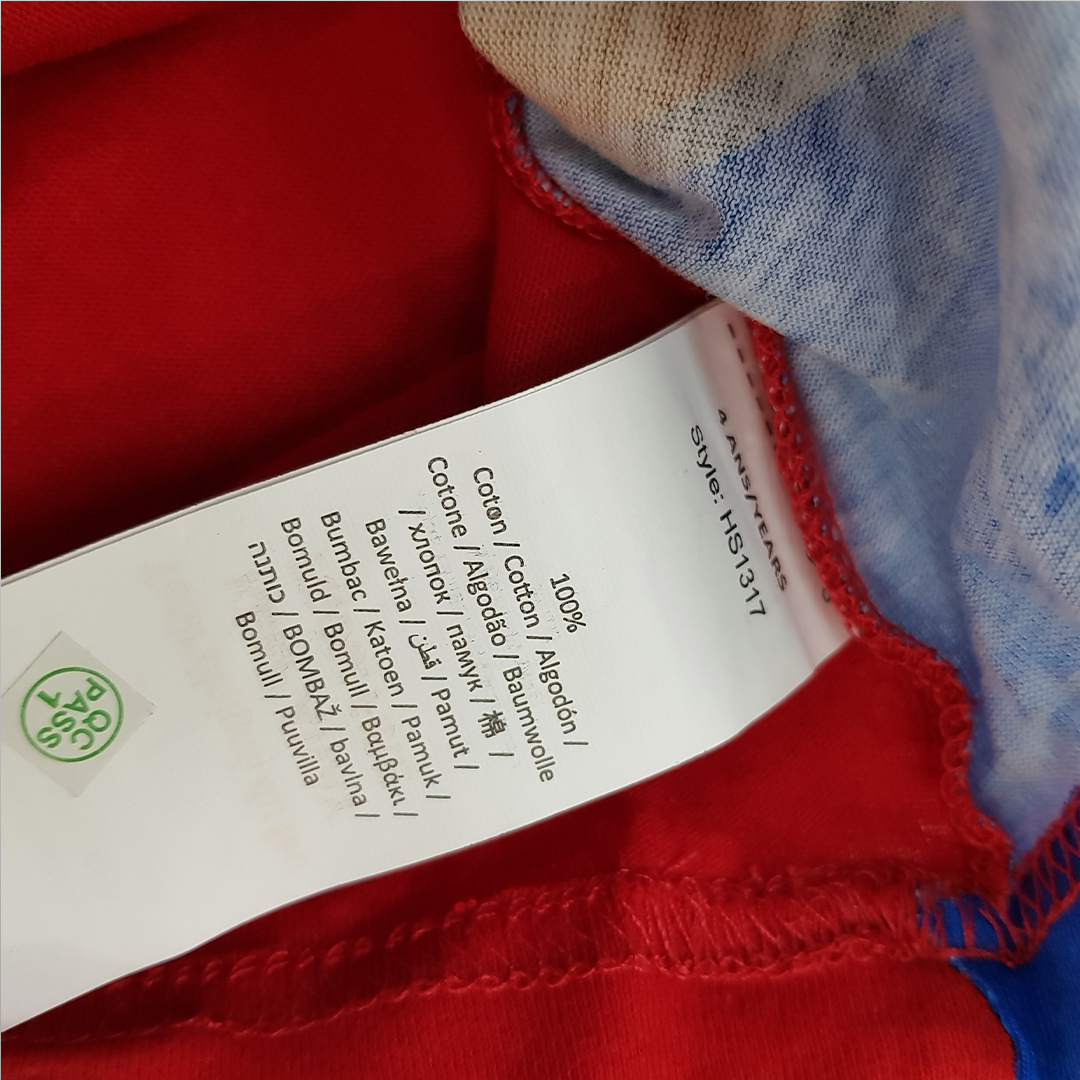 4 ANS/YEARS
Style: HS1317
100%
Coton / Cotton / Algodón /
Cotone / Algodão / Baumwolle
/ хлопок / памук / 棉 /
Bawełna / قطن / Pamut /
Bumbac / Katoen / Pamuk /
Bomuld / Bomull / Βαμβάκι /
כותנה / BOMBAŽ / bavlna /
Bomull / Puuvilla
QC
PASS
1